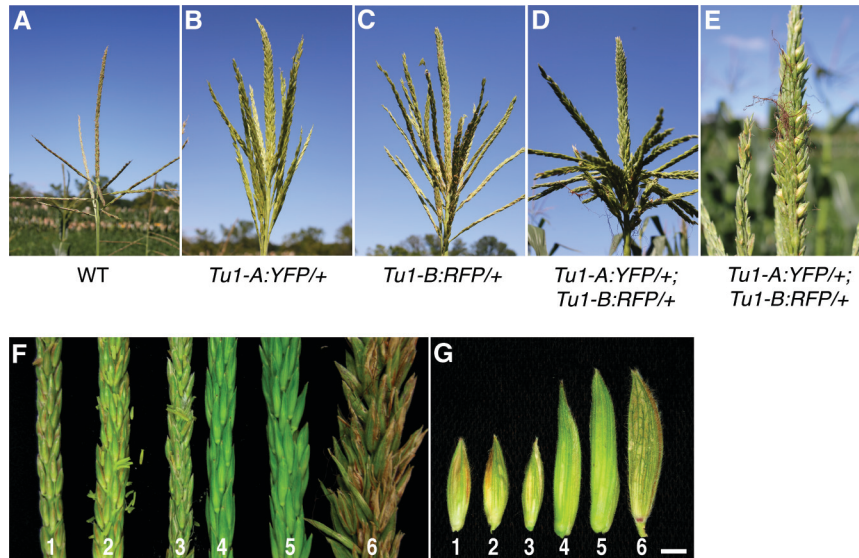 A B C D E
WT Tu1-A:YFP/+ Tu1-B:RFP/+ Tu1-A:YFP/+; Tu1-A:YFP/+;
Tu1-B:RFP/+ Tu1-B:RFP/+
F G
1 2 3 4 5 6 1 2 3 4 5 6